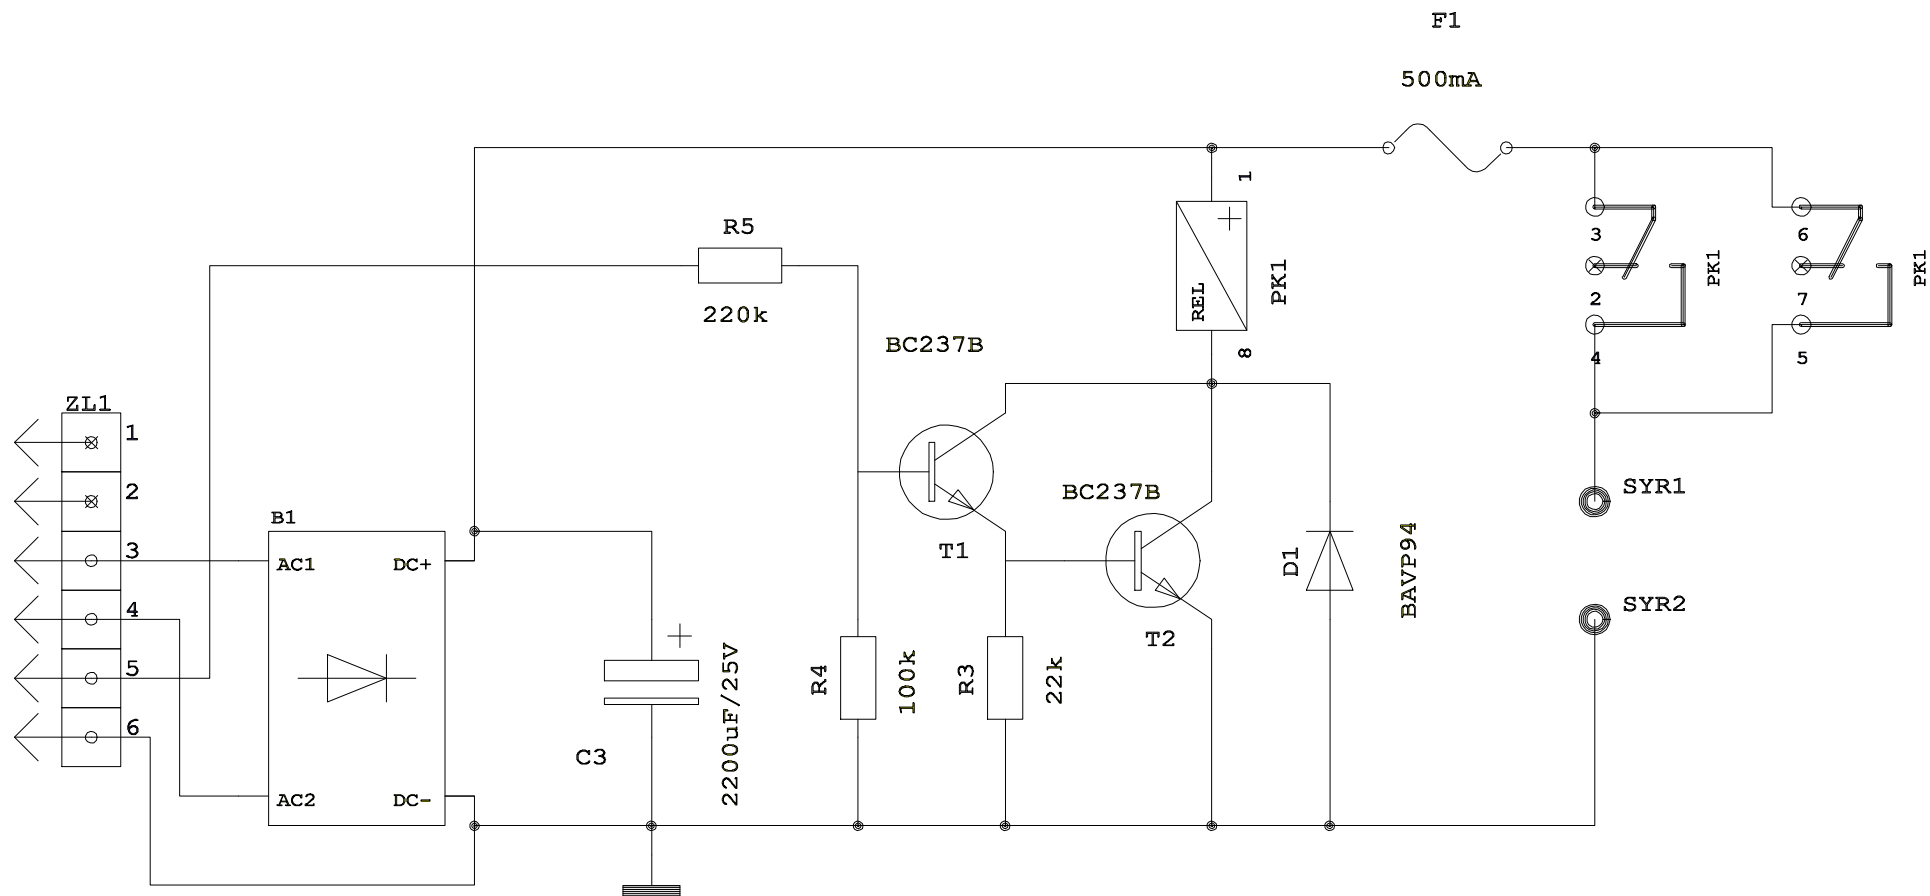 F1
500mA
1
R5
220k
REL
PK1
8
3
2
4
PK1
6
7
5
PK1
BC237B
T1
BC237B
T2
ZL1
1
2
3
4
5
6
B1
AC1
DC+
AC2
DC-
C3
2200uF/25V
R4
100k
R3
22k
D1
BAVP94
SYR1
SYR2